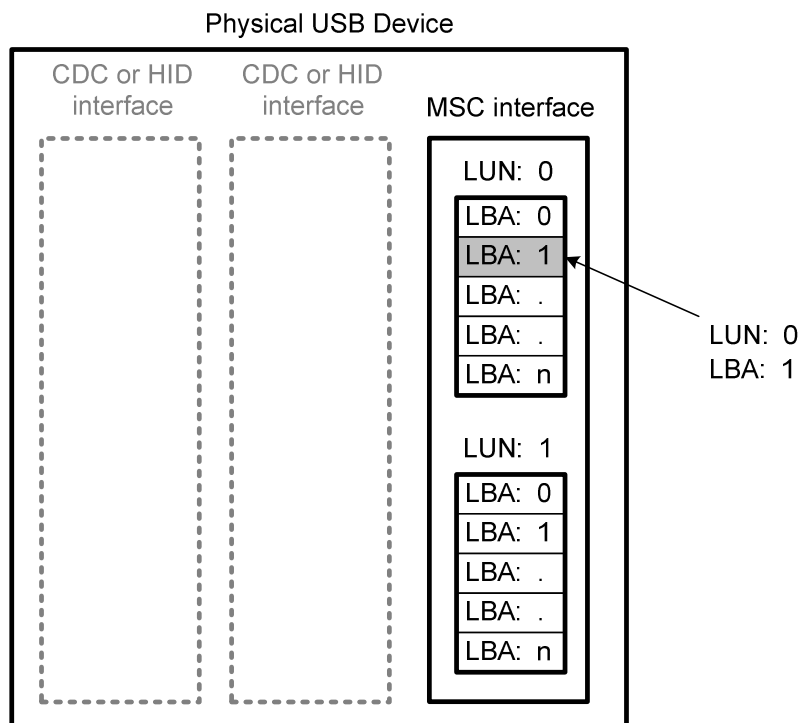 Physical USB Device
CDC or HID
interface
CDC or HID
interface
MSC interface
LUN: 0
LBA: 0
LBA: 1
LBA: .
LBA: .
LBA: n
LUN: 0
LBA: 1
LUN: 1
LBA: 0
LBA: 1
LBA: .
LBA: .
LBA: n